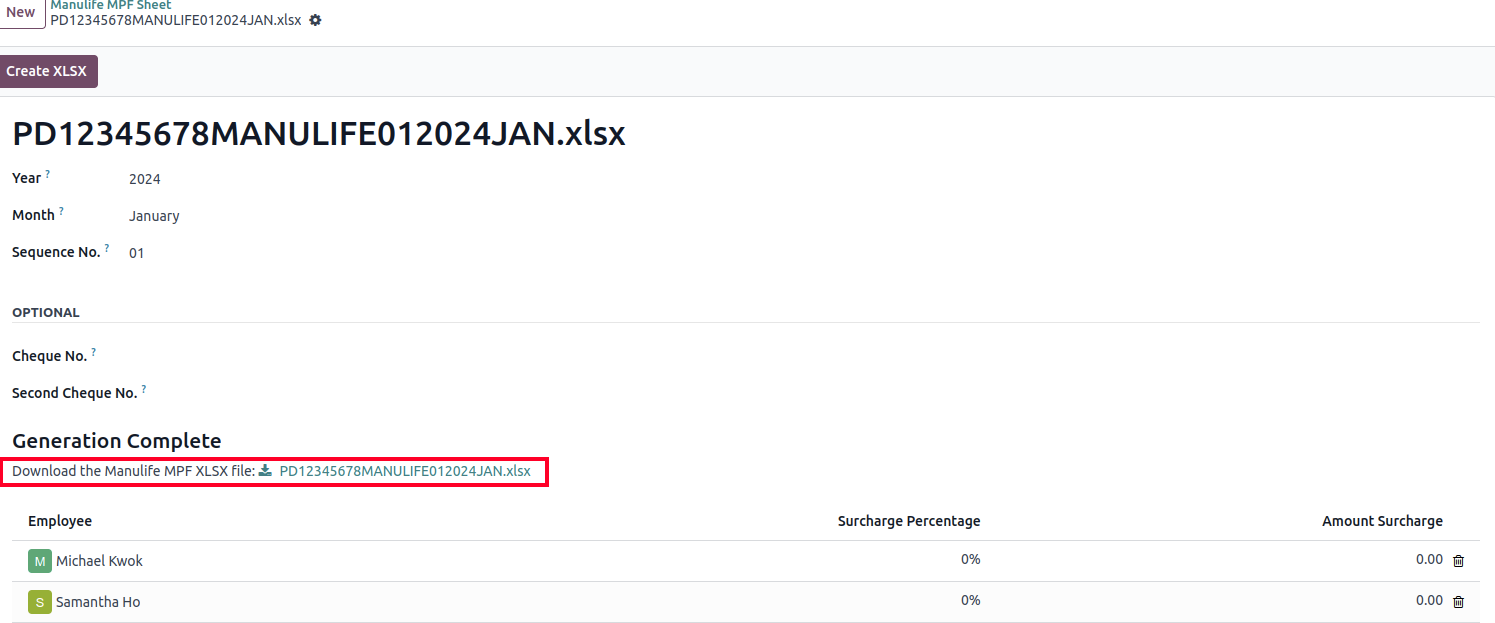 New
Manulife MPF Sheet
PD12345678MANULIFE012024JAN.xlsx
Create XLSX
PD12345678MANULIFE012024JAN.xlsx
Year ? 2024
Month ? January
Sequence No. ? 01
OPTIONAL
Cheque No. ?
Second Cheque No. ?
Generation Complete
Download the Manulife MPF XLSX file: PD12345678MANULIFE012024JAN.xlsx
Employee Surcharge Percentage Amount Surcharge
M Michael Kwok 0% 0.00
S Samantha Ho 0% 0.00